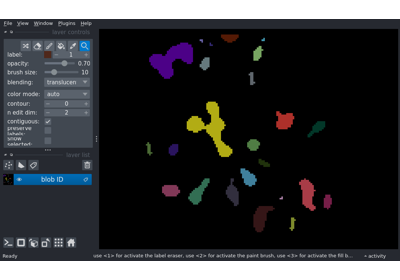 File View Window Plugins Help
layer controls
label: 1
opacity: 0.70
brush size: 10
blending: translucen
color mode: auto
contour: 0
n edit dim: 2
contiguous:
preserve labels:
show selected:
layer list
blob ID
Ready
use <1> for activate the label eraser, use <2> for activate the paint brush, use <3> for activate the fill b...
activity